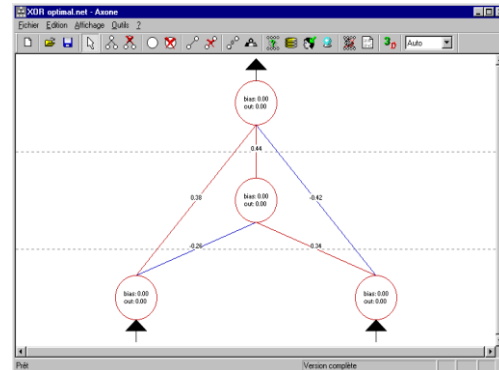 XOR optimal.net - Axone
Fichier Edition Affichage Outils ?
3D Auto
bias: 0.00
out: 0.00
0.44
0.38
bias: 0.00
out: 0.00
-0.42
-0.26
0.34
bias: 0.00
out: 0.00
bias: 0.00
out: 0.00
Prêt Version complète